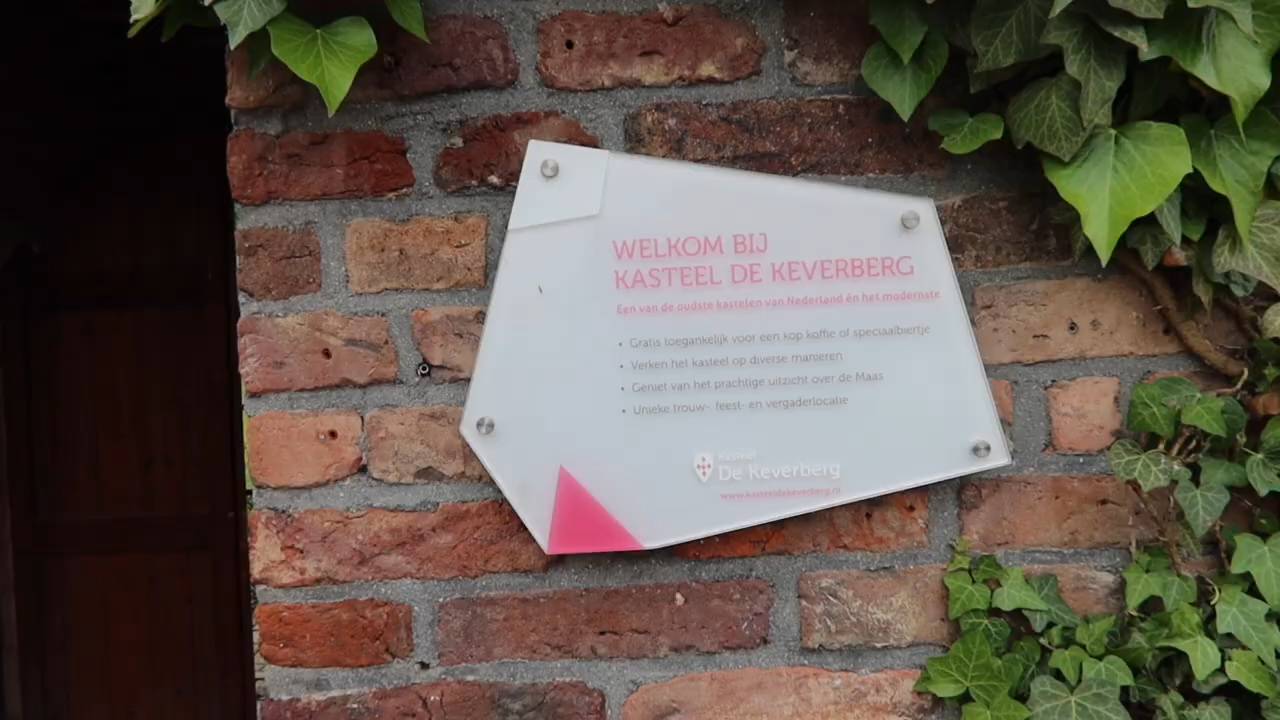 WELKOM BIJ
KASTEEL DE KEVERBERG
Een van de oudste kastelen van Nederland én het modernste
• Gratis toegankelijk voor een kop koffie of speciaalbiertje
• Verken het kasteel op diverse manieren
• Geniet van het prachtige uitzicht over de Maas
• Unieke trouw-, feest- en vergaderlocatie
Kasteel
De Keverberg
www.kasteeldekeverberg.nl